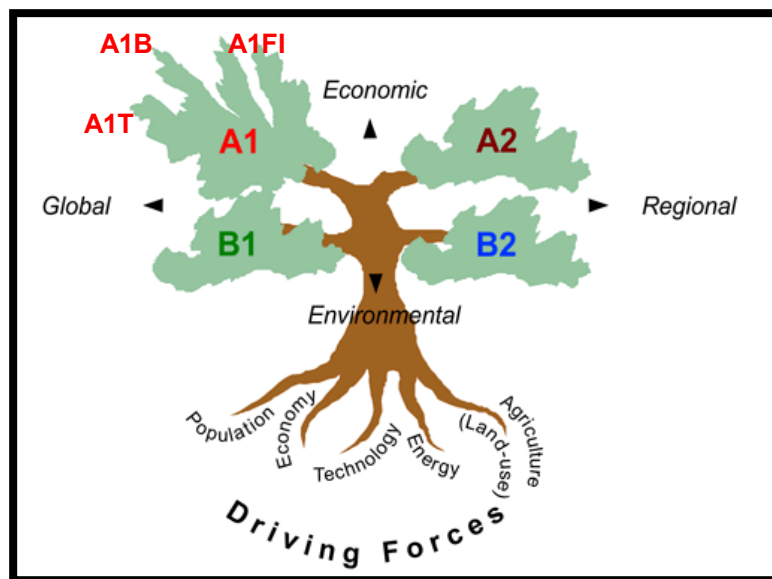 A1B
A1FI
Economic
A1T
A1
A2
Global
Regional
B1
B2
Environmental
Population
Economy
Technology
Energy
Agriculture
(Land-use)
Driving Forces